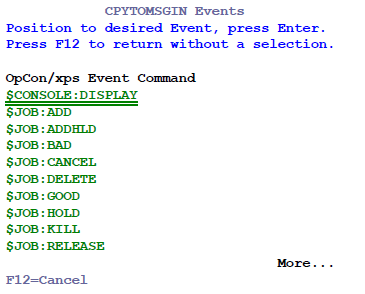 CPYTOMSGIN Events
Position to desired Event, press Enter.
Press F12 to return without a selection.
OpCon/xps Event Command
$CONSOLE:DISPLAY
$JOB:ADD
$JOB:ADDHLD
$JOB:BAD
$JOB:CANCEL
$JOB:DELETE
$JOB:GOOD
$JOB:HOLD
$JOB:KILL
$JOB:RELEASE
More...
F12=Cancel